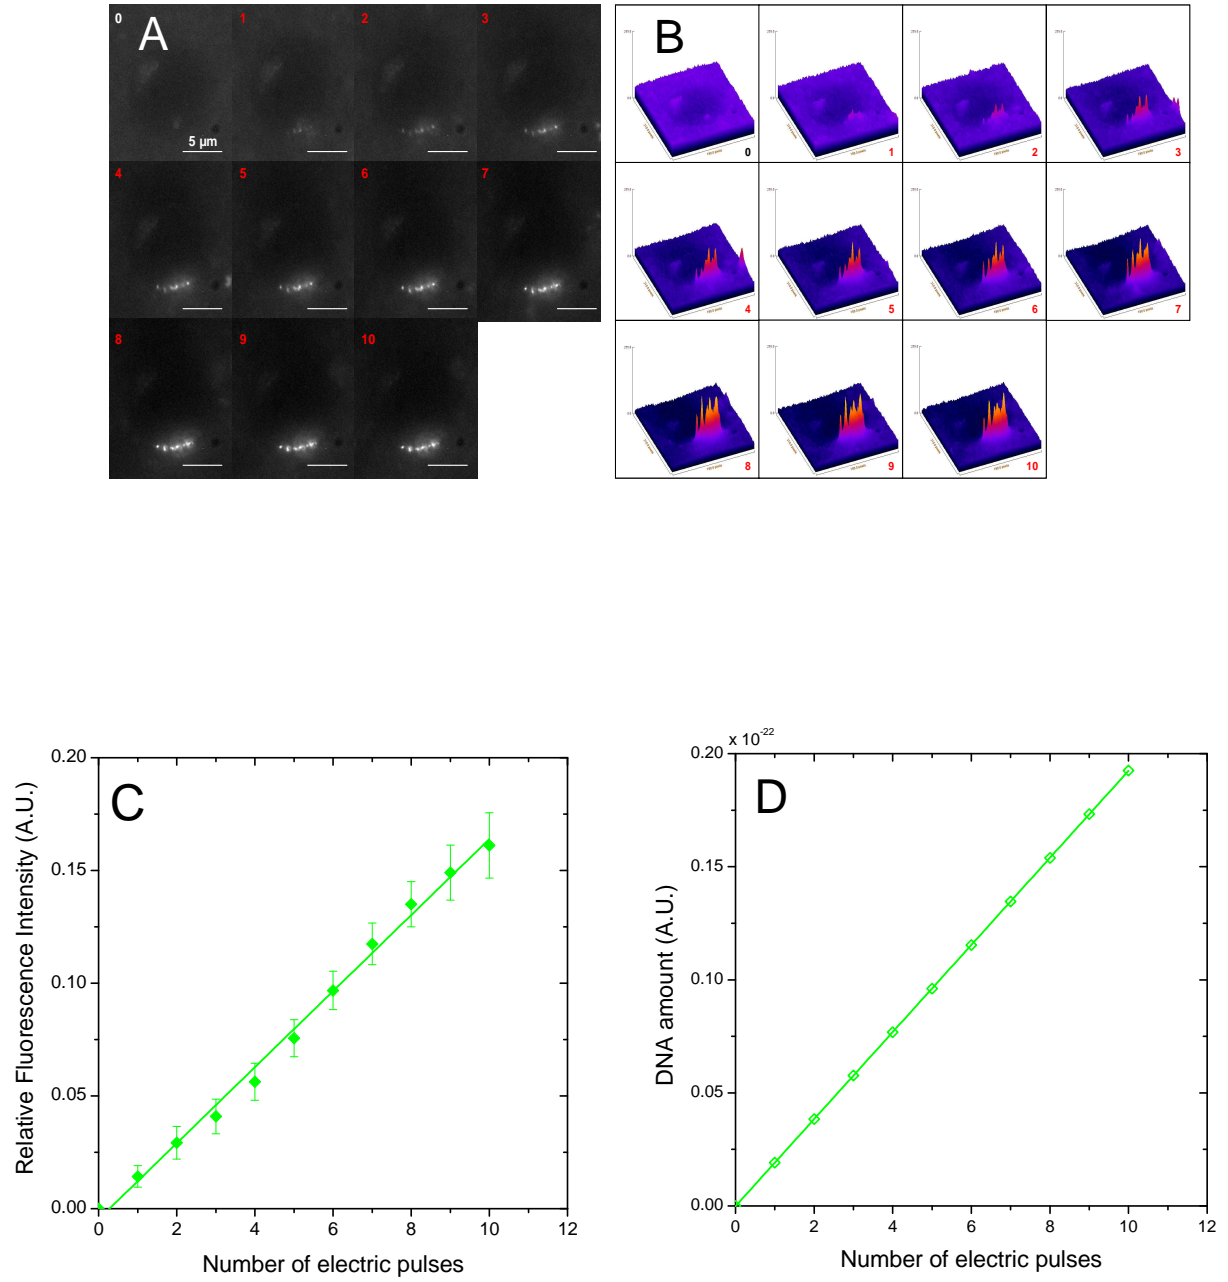 A
0
1
2
3
5 µm
4
5
6
7
8
9
10
B
0
1
2
3
4
5
6
7
8
9
10
C
Relative Fluorescence Intensity (A.U.)
0.20
0.15
0.10
0.05
0.00
0 2 4 6 8 10 12
Number of electric pulses
D
x 10^-22
DNA amount (A.U.)
0.20
0.15
0.10
0.05
0.00
0 2 4 6 8 10 12
Number of electric pulses